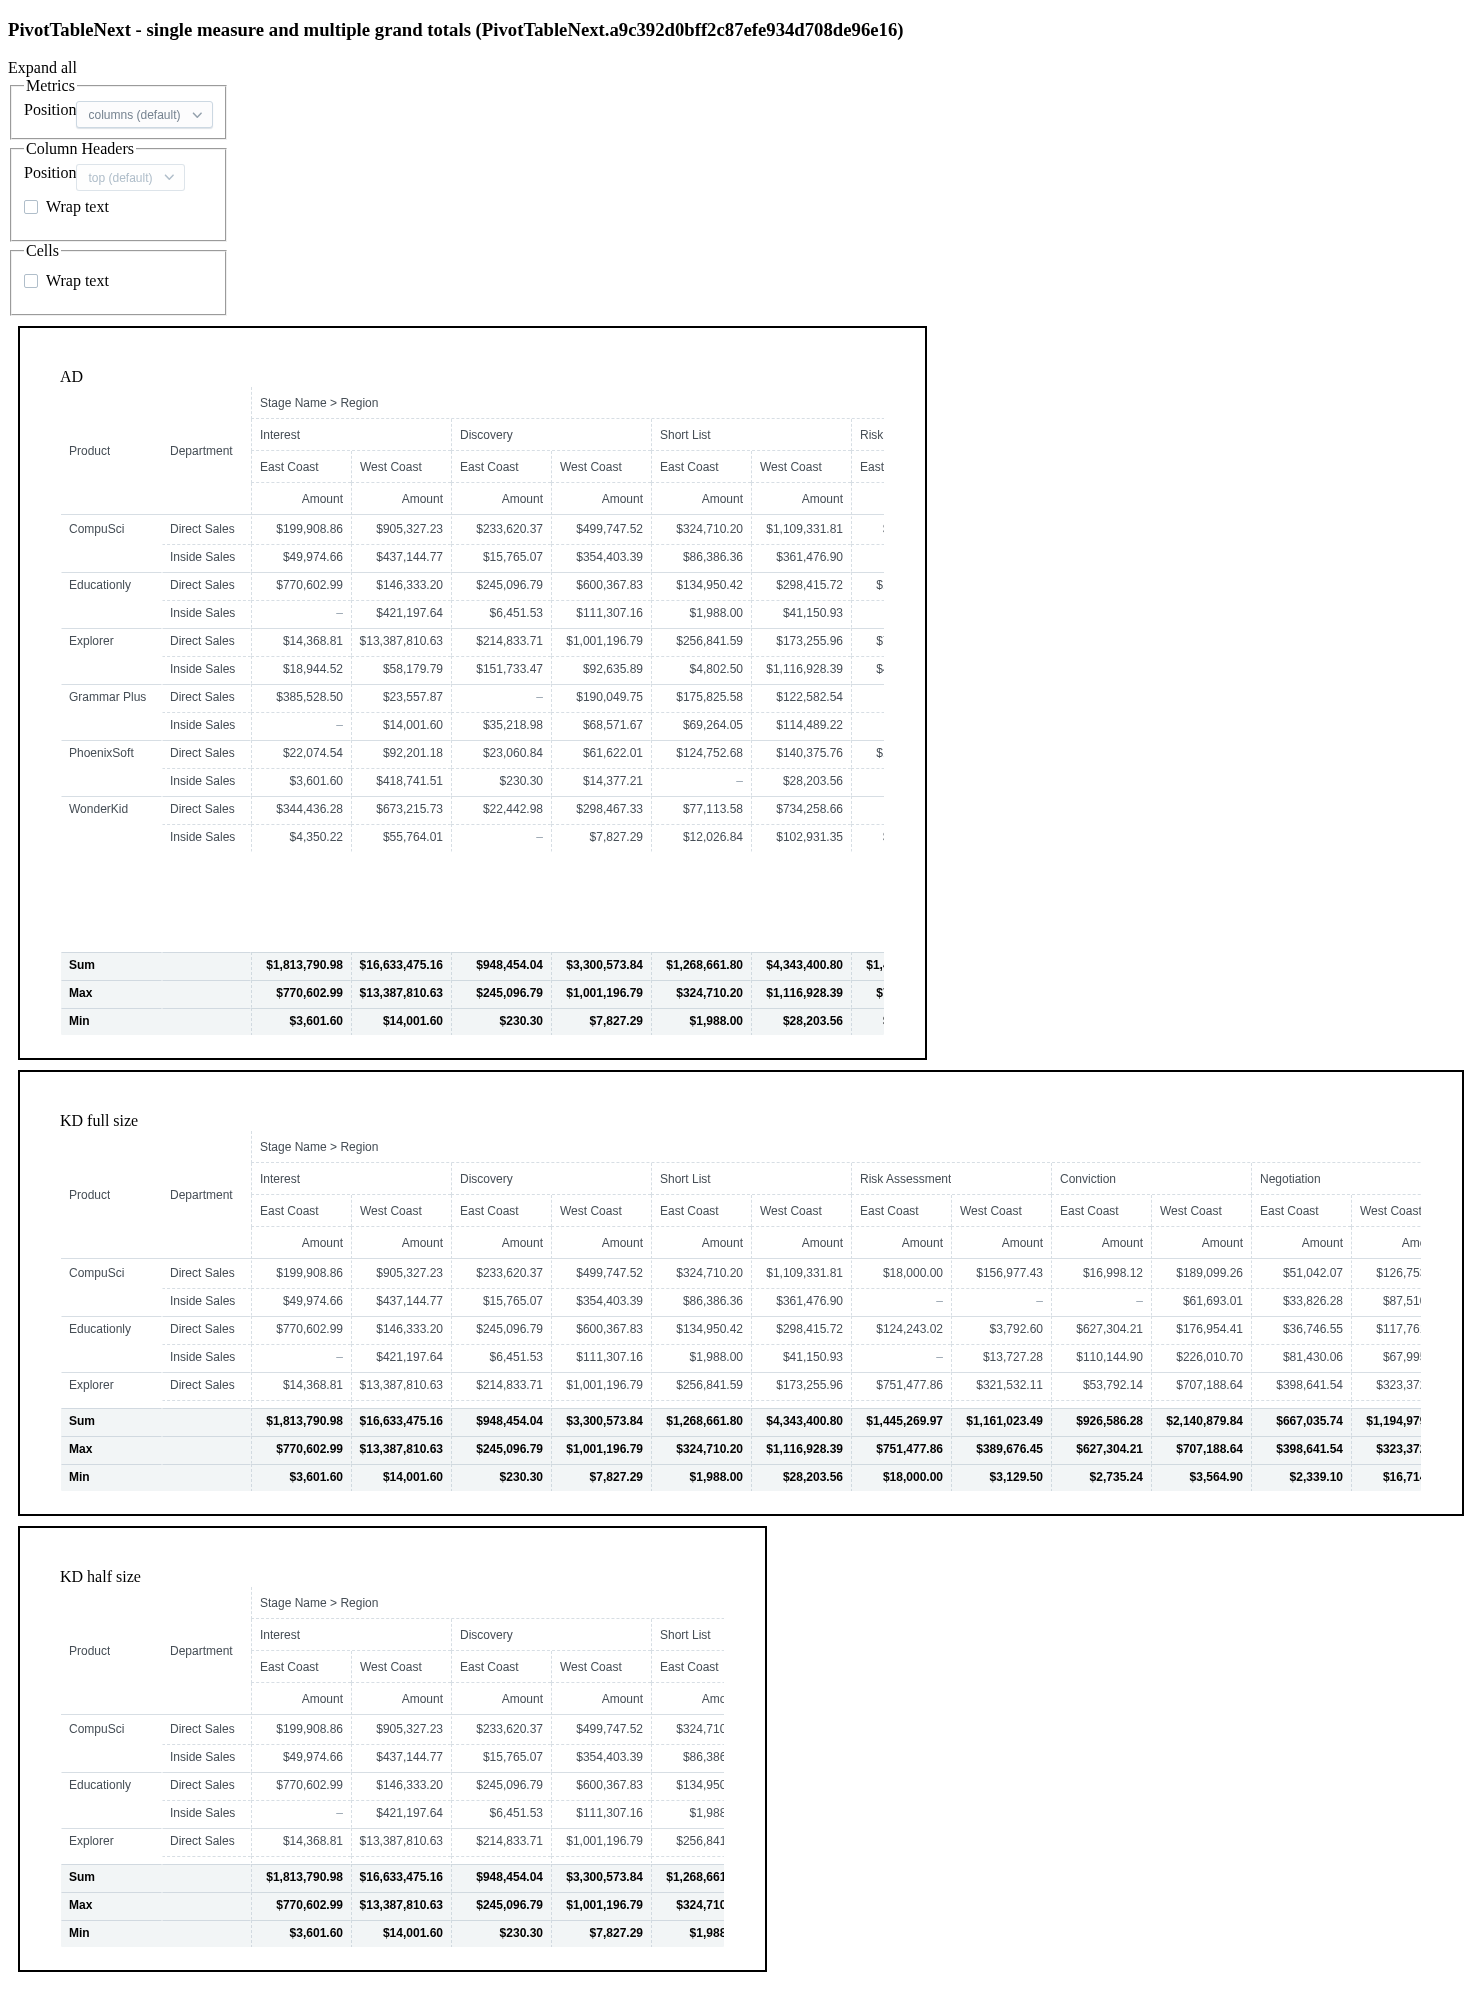 PivotTableNext - single measure and multiple grand totals (PivotTableNext.a9c392d0bff2c87efe934d708de96e16)
Expand all
Metrics
Position columns (default)
Column Headers
Position top (default)
Wrap text
Cells
Wrap text
AD
Stage Name > Region
Interest Discovery Short List Risk
Product Department
East Coast West Coast East Coast West Coast East Coast West Coast East
Amount Amount Amount Amount Amount Amount
CompuSci Direct Sales $199,908.86 $905,327.23 $233,620.37 $499,747.52 $324,710.20 $1,109,331.81
Inside Sales $49,974.66 $437,144.77 $15,765.07 $354,403.39 $86,386.36 $361,476.90
Educationly Direct Sales $770,602.99 $146,333.20 $245,096.79 $600,367.83 $134,950.42 $298,415.72 $
Inside Sales – $421,197.64 $6,451.53 $111,307.16 $1,988.00 $41,150.93
Explorer Direct Sales $14,368.81 $13,387,810.63 $214,833.71 $1,001,196.79 $256,841.59 $173,255.96 $
Inside Sales $18,944.52 $58,179.79 $151,733.47 $92,635.89 $4,802.50 $1,116,928.39 $
Grammar Plus Direct Sales $385,528.50 $23,557.87 – $190,049.75 $175,825.58 $122,582.54
Inside Sales – $14,001.60 $35,218.98 $68,571.67 $69,264.05 $114,489.22
PhoenixSoft Direct Sales $22,074.54 $92,201.18 $23,060.84 $61,622.01 $124,752.68 $140,375.76 $
Inside Sales $3,601.60 $418,741.51 $230.30 $14,377.21 – $28,203.56
WonderKid Direct Sales $344,436.28 $673,215.73 $22,442.98 $298,467.33 $77,113.58 $734,258.66
Inside Sales $4,350.22 $55,764.01 – $7,827.29 $12,026.84 $102,931.35
Sum $1,813,790.98 $16,633,475.16 $948,454.04 $3,300,573.84 $1,268,661.80 $4,343,400.80 $1,
Max $770,602.99 $13,387,810.63 $245,096.79 $1,001,196.79 $324,710.20 $1,116,928.39 $
Min $3,601.60 $14,001.60 $230.30 $7,827.29 $1,988.00 $28,203.56
KD full size
Stage Name > Region
Interest Discovery Short List Risk Assessment Conviction Negotiation
Product Department
East Coast West Coast East Coast West Coast East Coast West Coast East Coast West Coast East Coast West Coast East Coast West Coast
Amount Amount Amount Amount Amount Amount Amount Amount Amount Amount Amount Am
CompuSci Direct Sales $199,908.86 $905,327.23 $233,620.37 $499,747.52 $324,710.20 $1,109,331.81 $18,000.00 $156,977.43 $16,998.12 $189,099.26 $51,042.07 $126,75
Inside Sales $49,974.66 $437,144.77 $15,765.07 $354,403.39 $86,386.36 $361,476.90 – – – $61,693.01 $33,826.28 $87,51
Educationly Direct Sales $770,602.99 $146,333.20 $245,096.79 $600,367.83 $134,950.42 $298,415.72 $124,243.02 $3,792.60 $627,304.21 $176,954.41 $36,746.55 $117,76
Inside Sales – $421,197.64 $6,451.53 $111,307.16 $1,988.00 $41,150.93 – $13,727.28 $110,144.90 $226,010.70 $81,430.06 $67,99
Explorer Direct Sales $14,368.81 $13,387,810.63 $214,833.71 $1,001,196.79 $256,841.59 $173,255.96 $751,477.86 $321,532.11 $53,792.14 $707,188.64 $398,641.54 $323,37
Sum $1,813,790.98 $16,633,475.16 $948,454.04 $3,300,573.84 $1,268,661.80 $4,343,400.80 $1,445,269.97 $1,161,023.49 $926,586.28 $2,140,879.84 $667,035.74 $1,194,97
Max $770,602.99 $13,387,810.63 $245,096.79 $1,001,196.79 $324,710.20 $1,116,928.39 $751,477.86 $389,676.45 $627,304.21 $707,188.64 $398,641.54 $323,37
Min $3,601.60 $14,001.60 $230.30 $7,827.29 $1,988.00 $28,203.56 $18,000.00 $3,129.50 $2,735.24 $3,564.90 $2,339.10 $16,71
KD half size
Stage Name > Region
Interest Discovery Short List
Product Department
East Coast West Coast East Coast West Coast East Coast
Amount Amount Amount Amount Amo
CompuSci Direct Sales $199,908.86 $905,327.23 $233,620.37 $499,747.52 $324,710
Inside Sales $49,974.66 $437,144.77 $15,765.07 $354,403.39 $86,386
Educationly Direct Sales $770,602.99 $146,333.20 $245,096.79 $600,367.83 $134,950
Inside Sales – $421,197.64 $6,451.53 $111,307.16 $1,988
Explorer Direct Sales $14,368.81 $13,387,810.63 $214,833.71 $1,001,196.79 $256,841
Sum $1,813,790.98 $16,633,475.16 $948,454.04 $3,300,573.84 $1,268,661
Max $770,602.99 $13,387,810.63 $245,096.79 $1,001,196.79 $324,710
Min $3,601.60 $14,001.60 $230.30 $7,827.29 $1,988